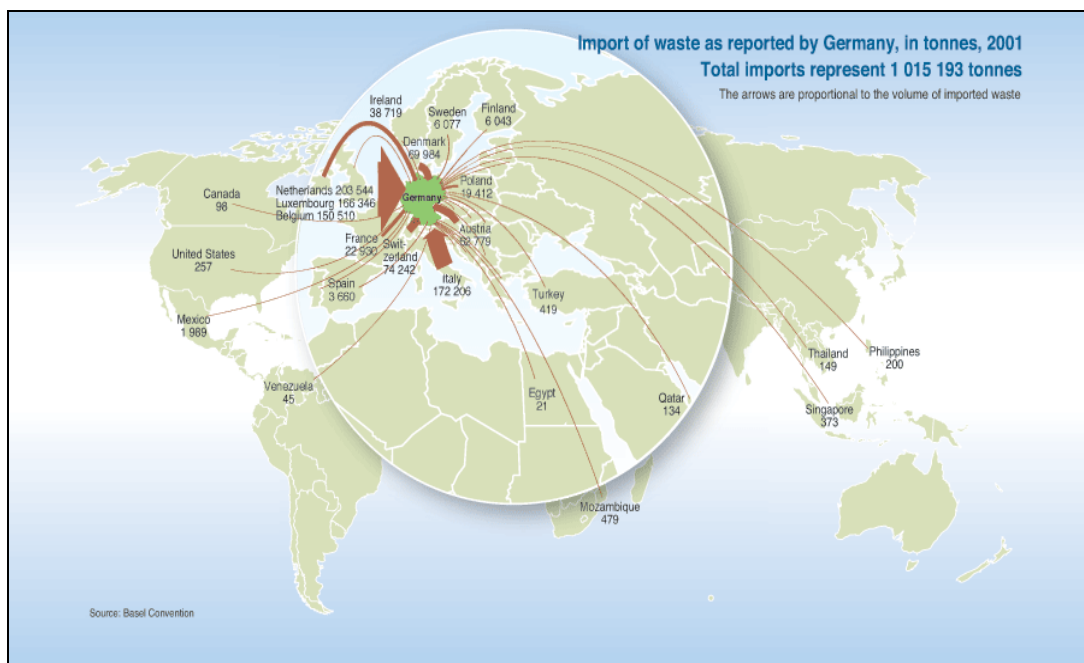 Import of waste as reported by Germany, in tonnes, 2001
Total imports represent 1 015 193 tonnes
The arrows are proportional to the volume of imported waste
Ireland
38 719
Sweden
6 077
Finland
6 043
Denmark
69 984
Netherlands 203 544
Luxembourg 166 346
Belgium 150 510
Germany
Poland
19 412
Canada
98
France
22 930
Swit-
zerland
74 242
Austria
62 779
United States
257
Spain
3 660
Italy
172 206
Turkey
419
Mexico
1 989
Venezuela
45
Egypt
21
Qatar
134
Thailand
149
Philippines
200
Singapore
373
Mozambique
479
Source: Basel Convention